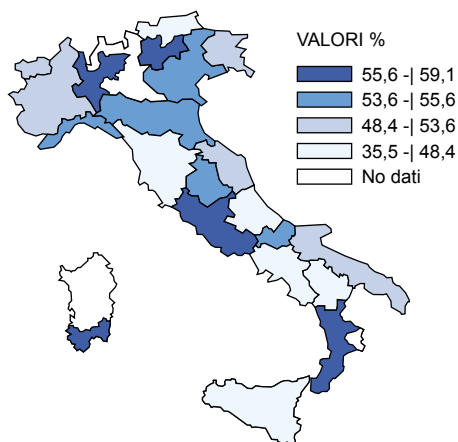 VALORI %
55,6 -| 59,1
53,6 -| 55,6
48,4 -| 53,6
35,5 -| 48,4
No dati